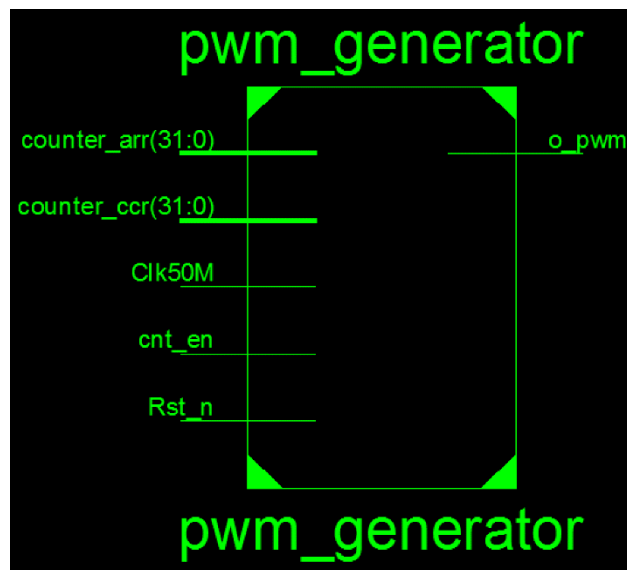 pwm_generator
counter_arr(31:0)
o_pwm
counter_ccr(31:0)
Clk50M
cnt_en
Rst_n
pwm_generator